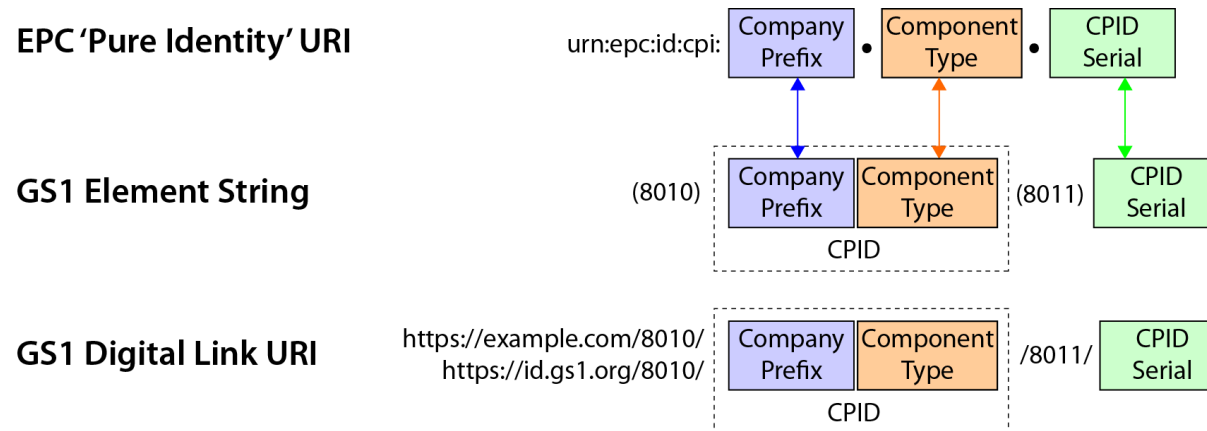 EPC ‘Pure Identity’ URI
urn:epc:id:cpi:
Company
Prefix
•
Component
Type
•
CPID
Serial
GS1 Element String
(8010)
Company
Prefix
Component
Type
CPID
(8011)
CPID
Serial
GS1 Digital Link URI
https://example.com/8010/
https://id.gs1.org/8010/
Company
Prefix
Component
Type
CPID
/8011/
CPID
Serial